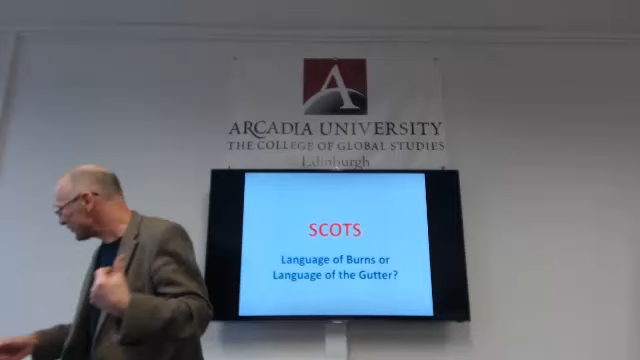 A
ARCADIA UNIVERSITY
THE COLLEGE OF GLOBAL STUDIES
Edinburgh
SCOTS
Language of Burns or
Language of the Gutter?